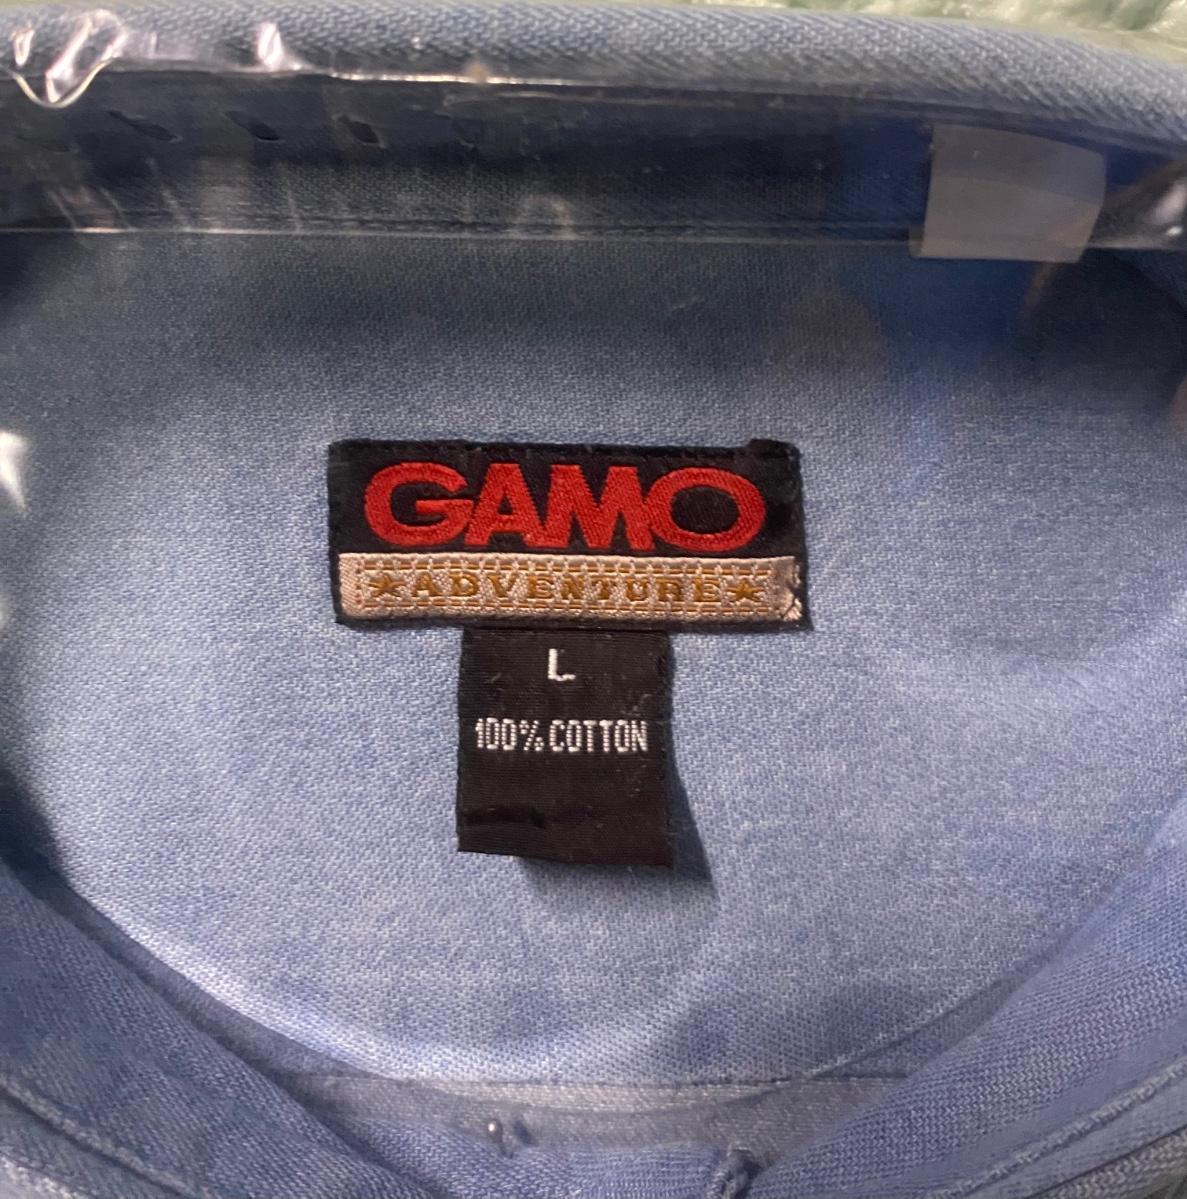 GAMO
★ADVENTURE★
L
100% COTTON